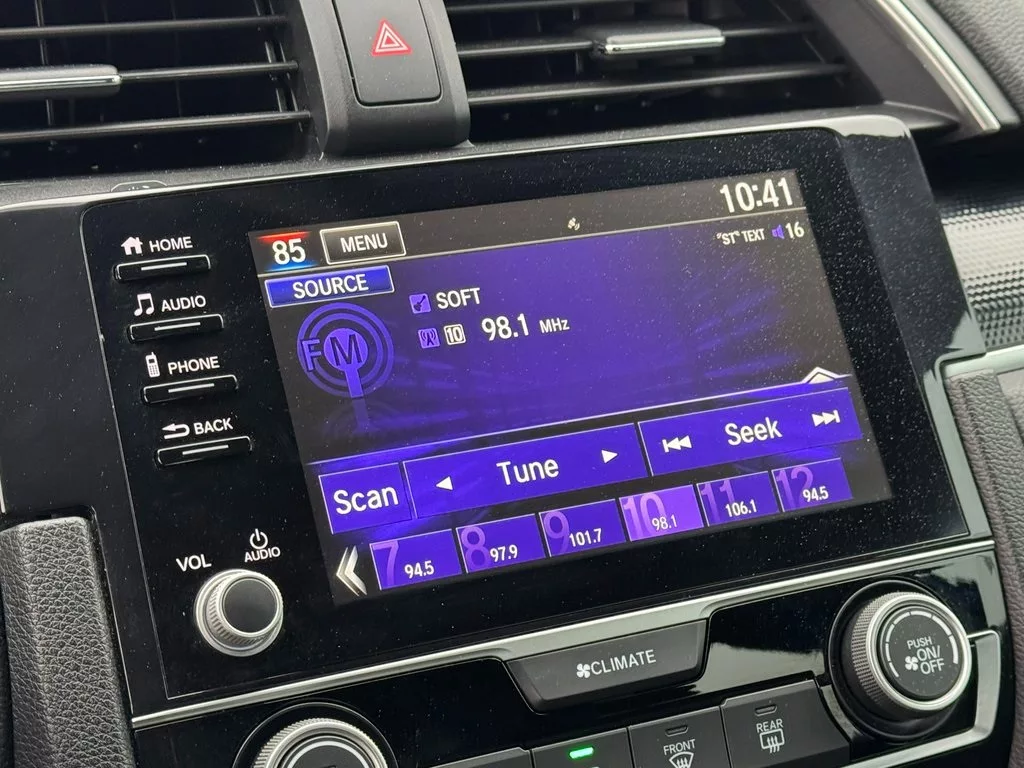 10:41
85
MENU
"ST" TEXT 16
SOURCE
SOFT
FM
10 98.1 MHz
Scan
Tune
Seek
7 94.5
8 97.9
9 101.7
10 98.1
11 106.1
12 94.5
HOME
AUDIO
PHONE
BACK
VOL
AUDIO
CLIMATE
PUSH
ON/
OFF
FRONT
REAR